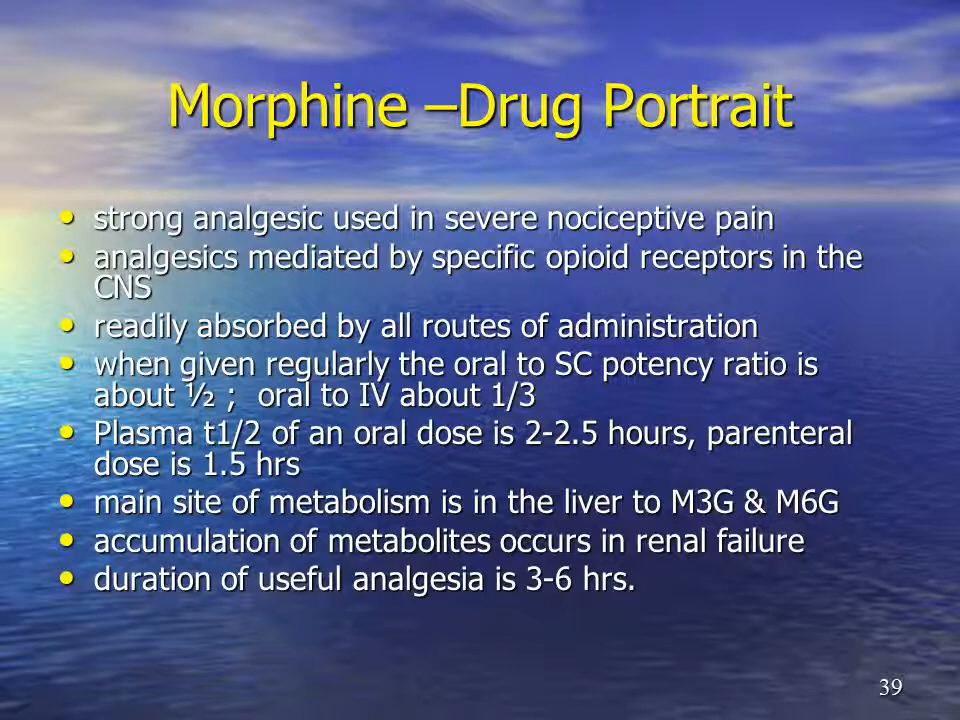 Morphine –Drug Portrait
• strong analgesic used in severe nociceptive pain
• analgesics mediated by specific opioid receptors in the
CNS
• readily absorbed by all routes of administration
• when given regularly the oral to SC potency ratio is
about ½ ; oral to IV about 1/3
• Plasma t1/2 of an oral dose is 2-2.5 hours, parenteral
dose is 1.5 hrs
• main site of metabolism is in the liver to M3G & M6G
• accumulation of metabolites occurs in renal failure
• duration of useful analgesia is 3-6 hrs.
39